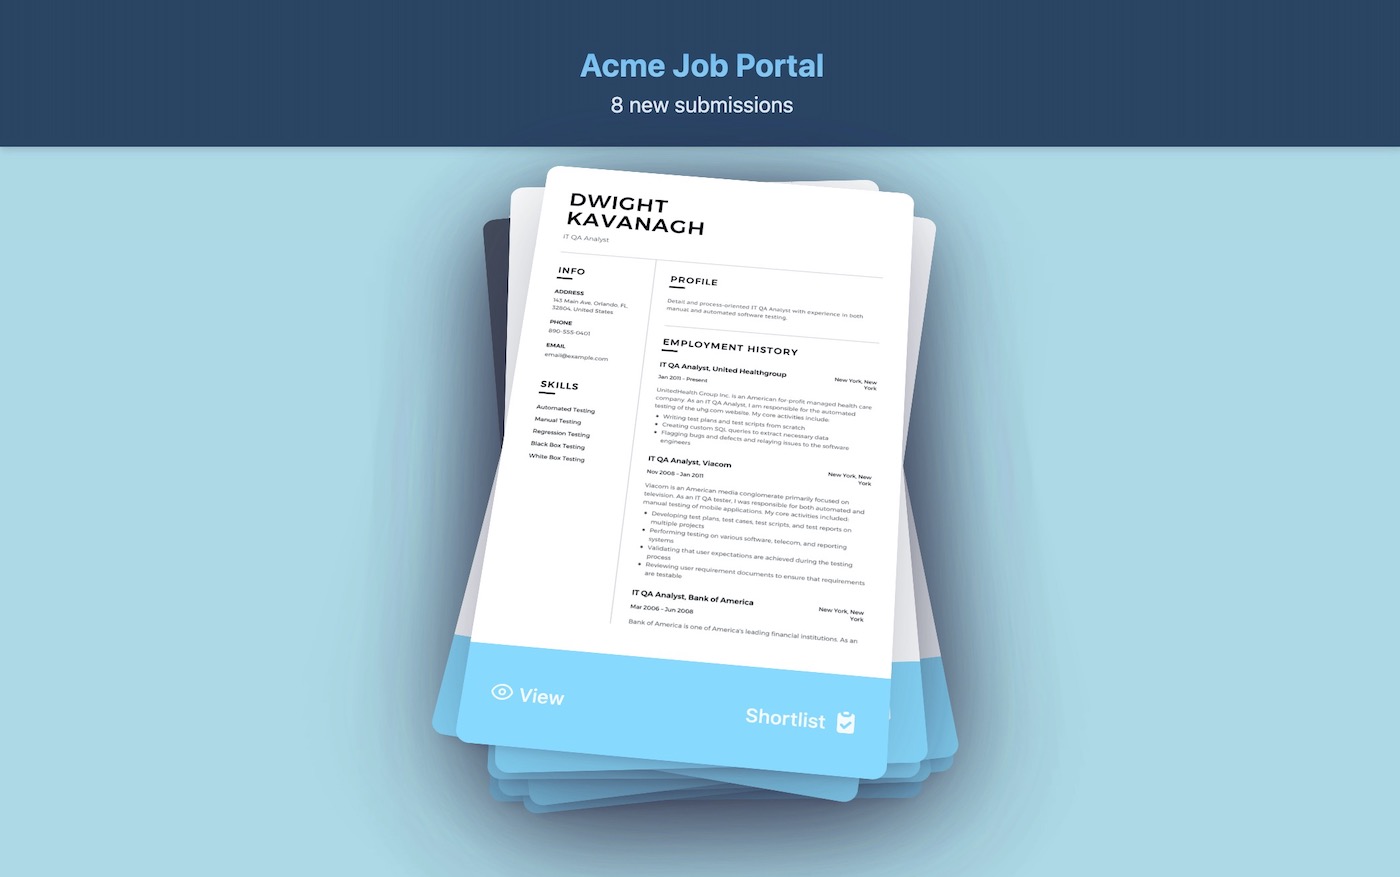 Acme Job Portal
8 new submissions
DWIGHT
KAVANAGH
IT QA Analyst
INFO
ADDRESS
143 Main Ave, Orlando, FL,
32804, United States
PHONE
890-555-0401
EMAIL
email@example.com
SKILLS
Automated Testing
Manual Testing
Regression Testing
Black Box Testing
White Box Testing
PROFILE
Detail and process-oriented IT QA Analyst with experience in both
manual and automated software testing.
EMPLOYMENT HISTORY
IT QA Analyst, United Healthgroup
New York, New
York
Jan 2011 - Present
UnitedHealth Group Inc. is an American for-profit managed health care
company. As an IT QA Analyst, I am responsible for the automated
testing of the uhg.com website. My core activities include:
• Writing test plans and test scripts from scratch
• Creating custom SQL queries to extract necessary data
• Flagging bugs and defects and relaying issues to the software
engineers
IT QA Analyst, Viacom
New York, New
York
Nov 2008 - Jan 2011
Viacom is an American media conglomerate primarily focused on
television. As an IT QA tester, I was responsible for both automated and
manual testing of mobile applications. My core activities included:
• Developing test plans, test cases, test scripts, and test reports on
multiple projects
• Performing testing on various software, telecom, and reporting
systems
• Validating that user expectations are achieved during the testing
process
• Reviewing user requirement documents to ensure that requirements
are testable
IT QA Analyst, Bank of America
New York, New
York
Mar 2006 - Jun 2008
Bank of America is one of America's leading financial institutions. As an
View
Shortlist